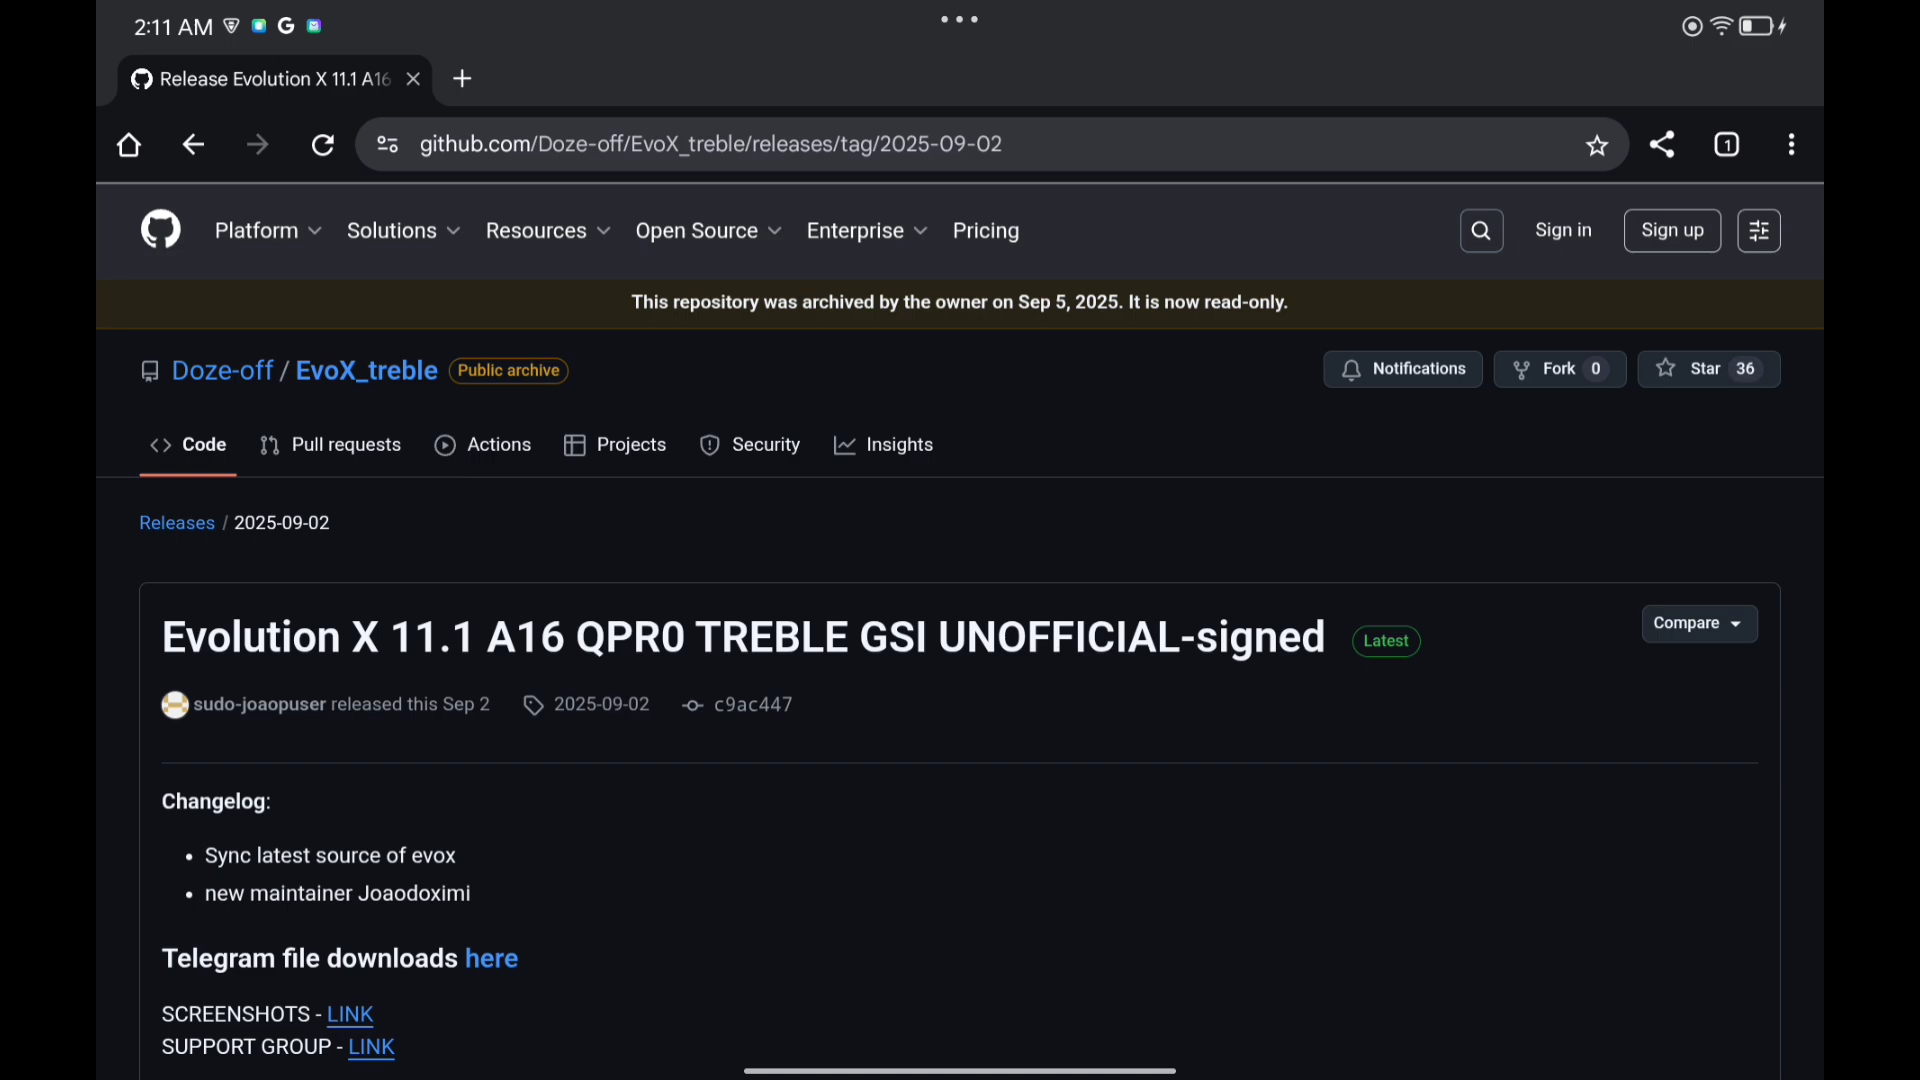 2:11 AM
Release Evolution X 11.1 A16
github.com/Doze-off/EvoX_treble/releases/tag/2025-09-02
1
Platform Solutions Resources Open Source Enterprise Pricing
Sign in Sign up
This repository was archived by the owner on Sep 5, 2025. It is now read-only.
Doze-off / EvoX_treble Public archive
Notifications Fork 0 Star 36
Code Pull requests Actions Projects Security Insights
Releases / 2025-09-02
Evolution X 11.1 A16 QPR0 TREBLE GSI UNOFFICIAL-signed Latest
Compare
sudo-joaopuser released this Sep 2 2025-09-02 c9ac447
Changelog:
• Sync latest source of evox
• new maintainer Joaodoximi
Telegram file downloads here
SCREENSHOTS - LINK
SUPPORT GROUP - LINK